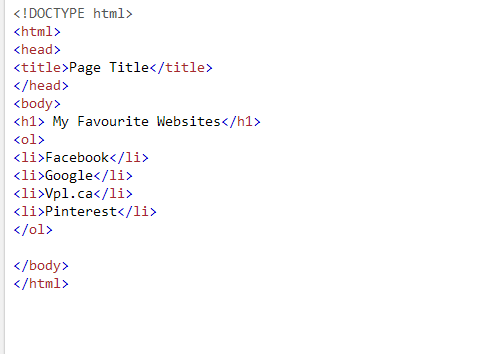 <!DOCTYPE html>
<html>
<head>
<title>Page Title</title>
</head>
<body>
<h1> My Favourite Websites</h1>
<ol>
<li>Facebook</li>
<li>Google</li>
<li>Vpl.ca</li>
<li>Pinterest</li>
</ol>
</body>
</html>